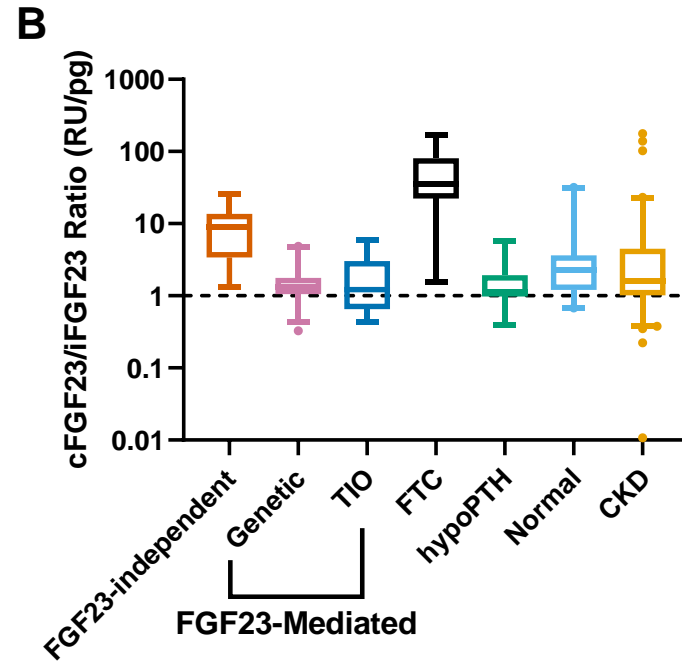 B
cFGF23/iFGF23 Ratio (RU/pg)
1000
100
10
1
0.1
0.01
FGF23-independent
Genetic
TIO
FTC
hypoPTH
Normal
CKD
FGF23-Mediated